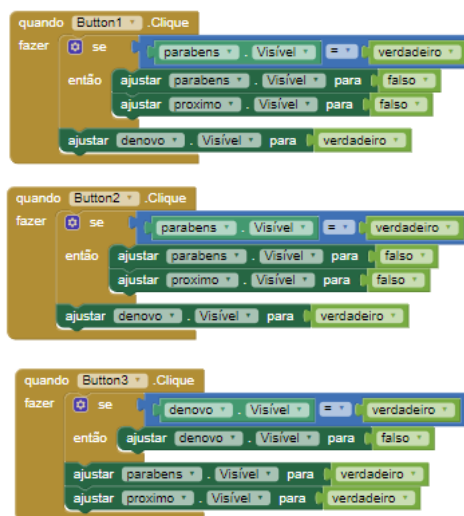 quando Button1 .Clique
fazer se parabens . Visível = verdadeiro
então ajustar parabens . Visível para falso
ajustar proximo . Visível para falso
ajustar denovo . Visível para verdadeiro
quando Button2 .Clique
fazer se parabens . Visível = verdadeiro
então ajustar parabens . Visível para falso
ajustar proximo . Visível para falso
ajustar denovo . Visível para verdadeiro
quando Button3 .Clique
fazer se denovo . Visível = verdadeiro
então ajustar denovo . Visível para falso
ajustar parabens . Visível para verdadeiro
ajustar proximo . Visível para verdadeiro